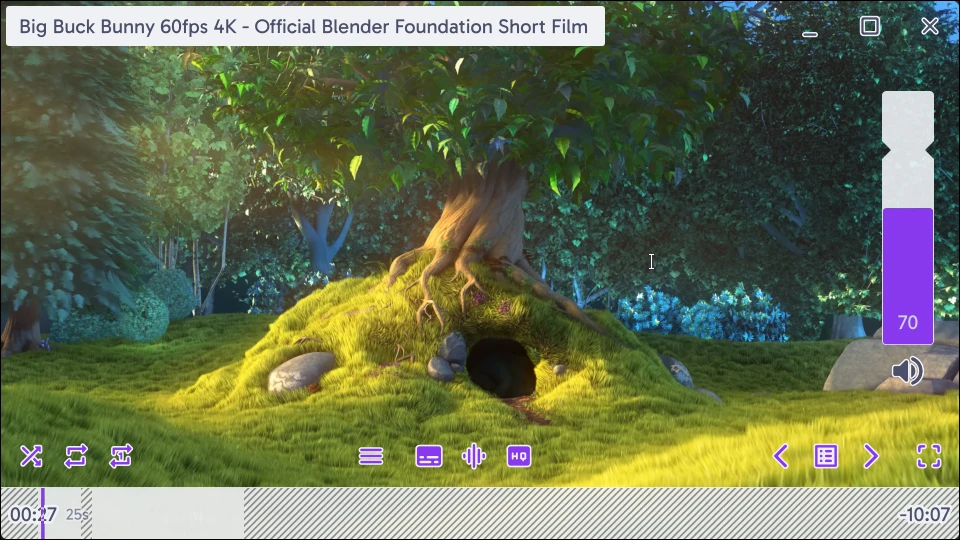 Big Buck Bunny 60fps 4K - Official Blender Foundation Short Film
70
HQ
00:27
25s
-10:07